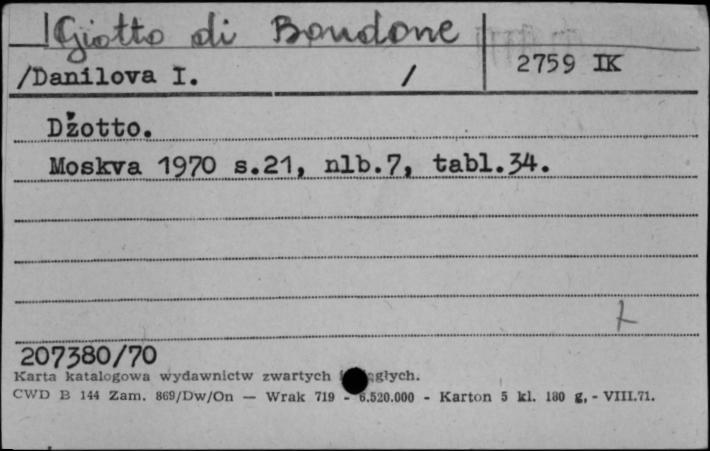 Giotto di Bondone
/Danilova I. /
2759 IK
Dżotto.
Moskva 1970 s.21, nlb.7, tabl.34.
207380/70
Karta katalogowa wydawnictw zwartych
CWD B 144 Zam. 869/Dw/On — Wrak 719 - 6.520.000 - Karton 5 kl. 180 g, - VIII.71.